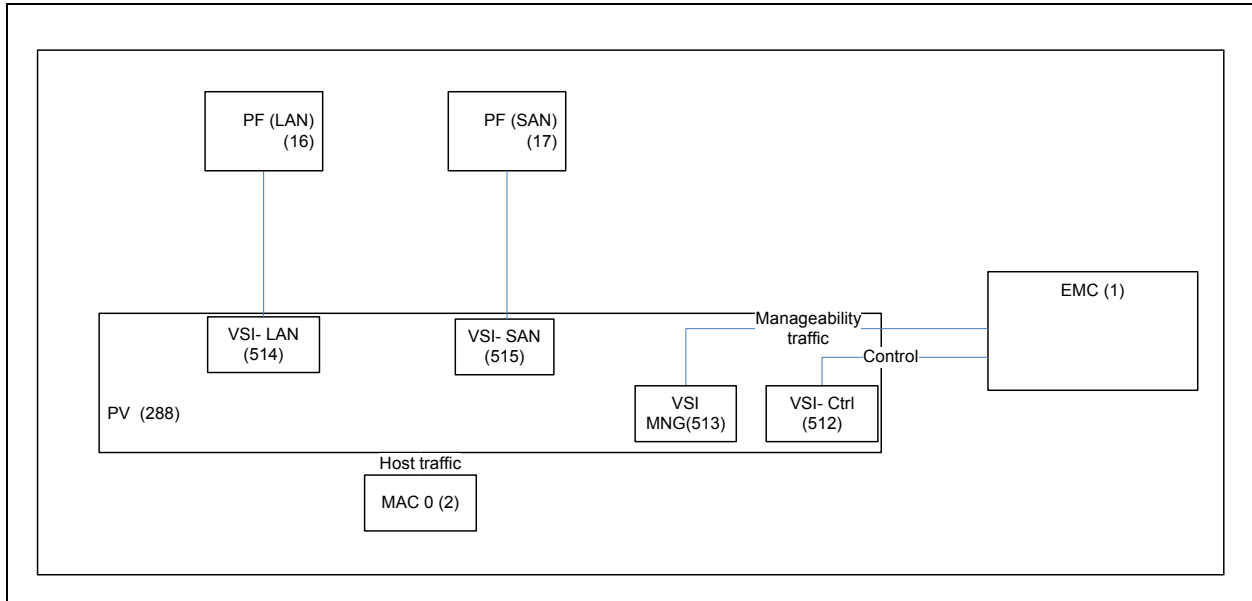 PF (LAN)
(16)
PF (SAN)
(17)
EMC (1)
Manageability
traffic
VSI- LAN
(514)
VSI- SAN
(515)
Control
VSI
MNG(513)
VSI- Ctrl
(512)
PV  (288)
Host traffic
MAC 0 (2)